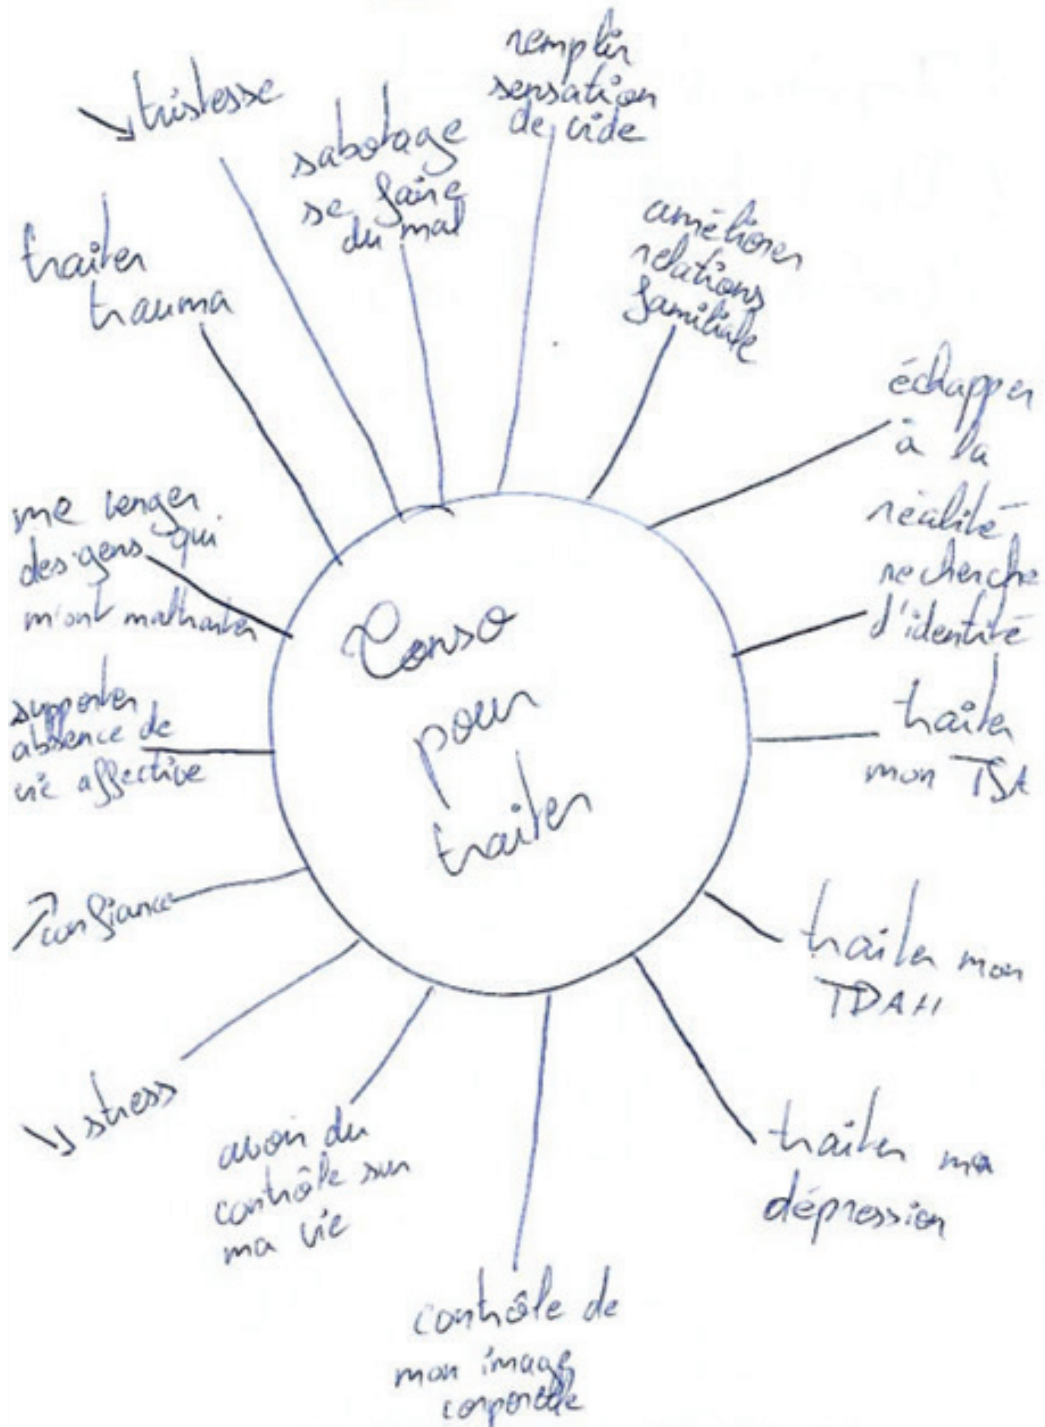 remplir
sensation
de vide
↘ tristesse
sabotage
se faire
du mal
améliorer
relations
familiale
traiter
trauma
échapper
à la
réalité
me venger
des gens qui
m'ont maltraiter
recherche
d'identité
supporter
absence de
vie affective
Conso
pour
traiter
traiter
mon TSA
↗ confiance
traiter mon
TDAH
↘ stress
avoir du
contrôle sur
ma vie
traiter ma
dépression
contrôle de
mon image
corporelle